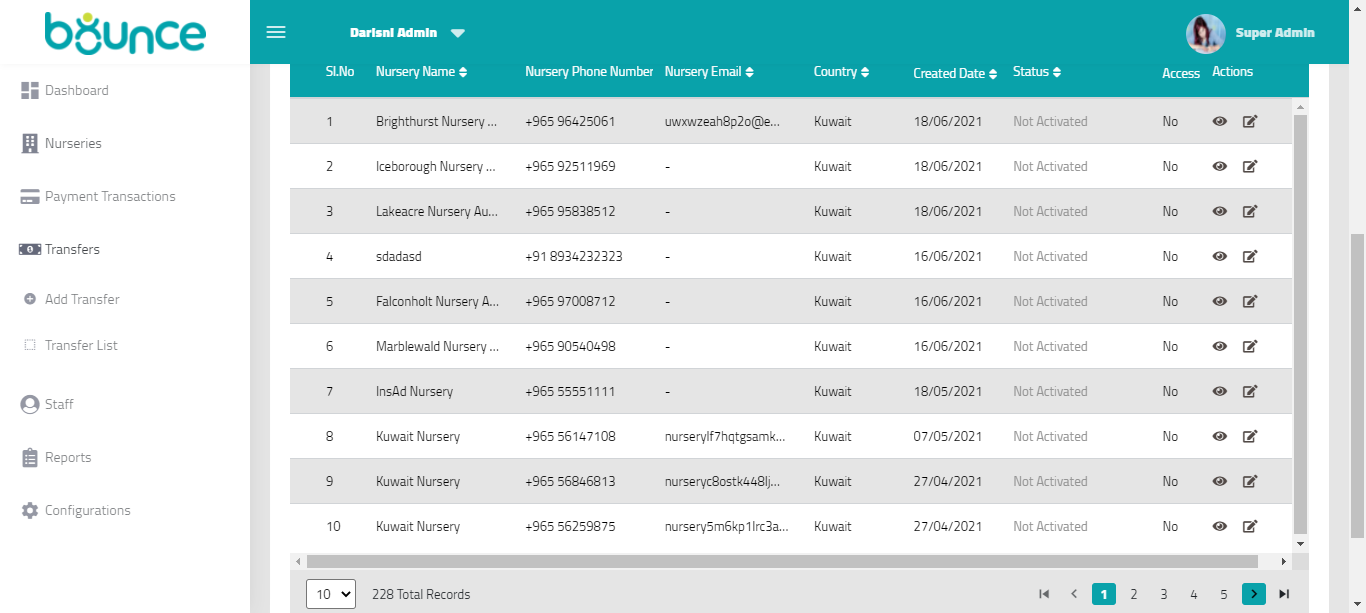 bounce
Darisni Admin
Super Admin
Dashboard
Nurseries
Payment Transactions
Transfers
Add Transfer
Transfer List
Staff
Reports
Configurations
Sl.No Nursery Name Nursery Phone Number Nursery Email Country Created Date Status Access Actions
1 Brighthurst Nursery ... +965 96425061 uwxwzeah8p2o@e... Kuwait 18/06/2021 Not Activated No
2 Iceborough Nursery ... +965 92511969 - Kuwait 18/06/2021 Not Activated No
3 Lakeacre Nursery Au... +965 95838512 - Kuwait 18/06/2021 Not Activated No
4 sdadasd +91 8934232323 - Kuwait 16/06/2021 Not Activated No
5 Falconholt Nursery A... +965 97008712 - Kuwait 16/06/2021 Not Activated No
6 Marblewald Nursery ... +965 90540498 - Kuwait 16/06/2021 Not Activated No
7 InsAd Nursery +965 55551111 - Kuwait 18/05/2021 Not Activated No
8 Kuwait Nursery +965 56147108 nurserylf7hqtgsamk... Kuwait 07/05/2021 Not Activated No
9 Kuwait Nursery +965 56846813 nurseryc8ostk448lj... Kuwait 27/04/2021 Not Activated No
10 Kuwait Nursery +965 56259875 nursery5m6kp1lrc3a... Kuwait 27/04/2021 Not Activated No
10 228 Total Records 1 2 3 4 5